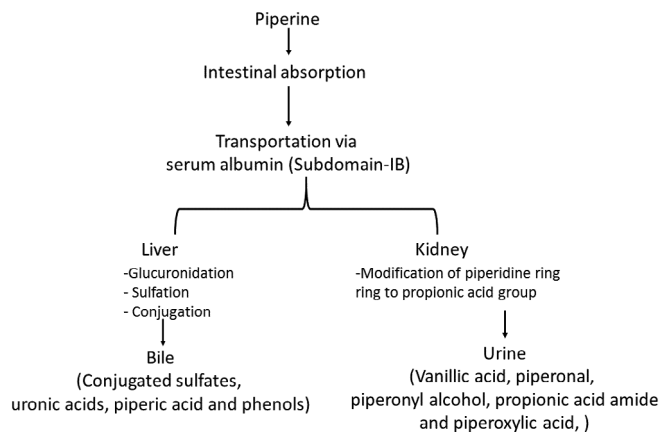 Piperine
Intestinal absorption
Transportation via
serum albumin (Subdomain-IB)
Liver
-Glucuronidation
- Sulfation
- Conjugation
Bile
(Conjugated sulfates,
uronic acids, piperic acid and phenols)
Kidney
-Modification of piperidine ring
ring to propionic acid group
Urine
(Vanillic acid, piperonal,
piperonyl alcohol, propionic acid amide
and piperoxylic acid, )